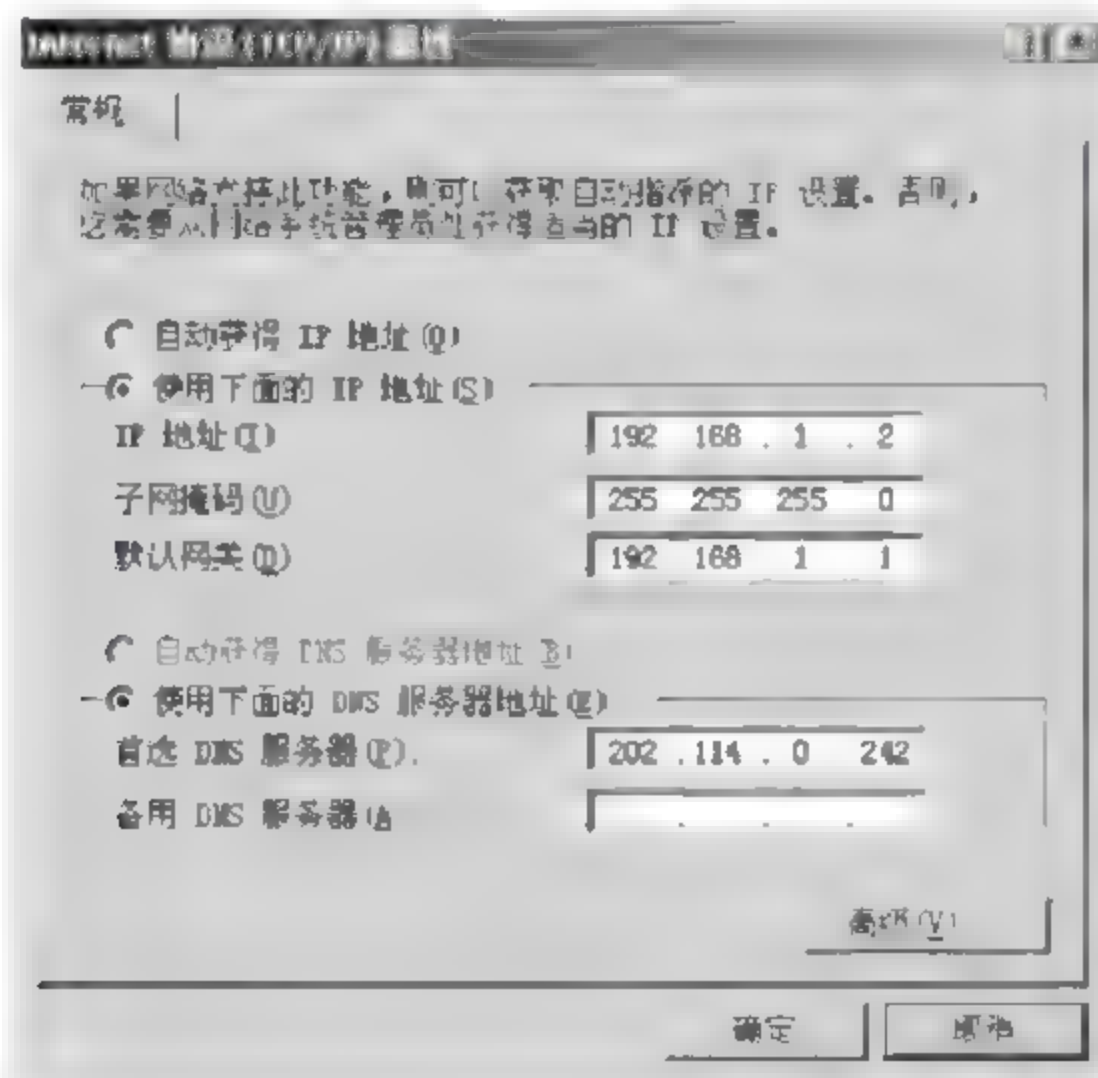 Internet 协议 (TCP/IP) 属性
常规
如果网络支持此功能，则可以获取自动指派的 IP 设置。否则，
您需要从网络系统管理员处获得适当的 IP 设置。
自动获得 IP 地址(O)
使用下面的 IP 地址(S)
IP 地址(I)
192 168 . 1 . 2
子网掩码(U)
255 255 255 0
默认网关(D)
192 168 1 1
自动获得 DNS 服务器地址 B)
使用下面的 DNS 服务器地址(E)
首选 DNS 服务器(P).
202 .114 . 0 242
备用 DNS 服务器(A
. . .
高级(V)
确定 取消